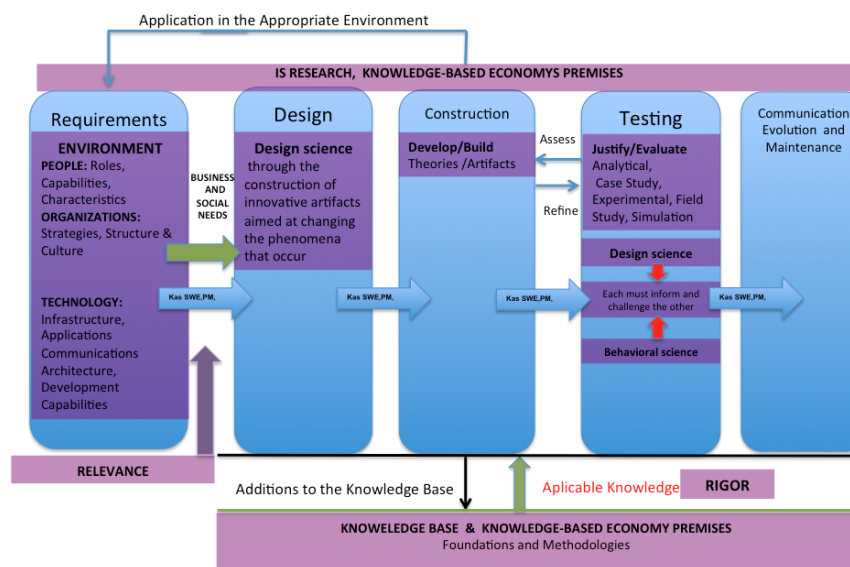 Application in the Appropriate Environment
IS RESEARCH, KNOWLEDGE-BASED ECONOMYS PREMISES
Requirements
ENVIRONMENT
PEOPLE: Roles,
Capabilities,
Characteristics
ORGANIZATIONS:
Strategies, Structure &
Culture
TECHNOLOGY:
Infrastructure,
Applications
Communications
Architecture,
Development
Capabilities
BUSINESS
AND
SOCIAL
NEEDS
Kas SWE,PM,
Design
Design science
through the
construction of
innovative artifacts
aimed at changing
the phenomena
that occur
Kas SWE,PM,
Construction
Develop/Build
Theories /Artifacts
Assess
Refine
Kas SWE,PM,
Testing
Justify/Evaluate
Analytical,
Case Study,
Experimental, Field
Study, Simulation
Design science
Each must inform and
challenge the other
Behavioral science
Kas SWE,PM,
Communication
Evolution and
Maintenance
RELEVANCE
Additions to the Knowledge Base
Aplicable Knowledge
RIGOR
KNOWELEDGE BASE & KNOWLEDGE-BASED ECONOMY PREMISES
Foundations and Methodologies